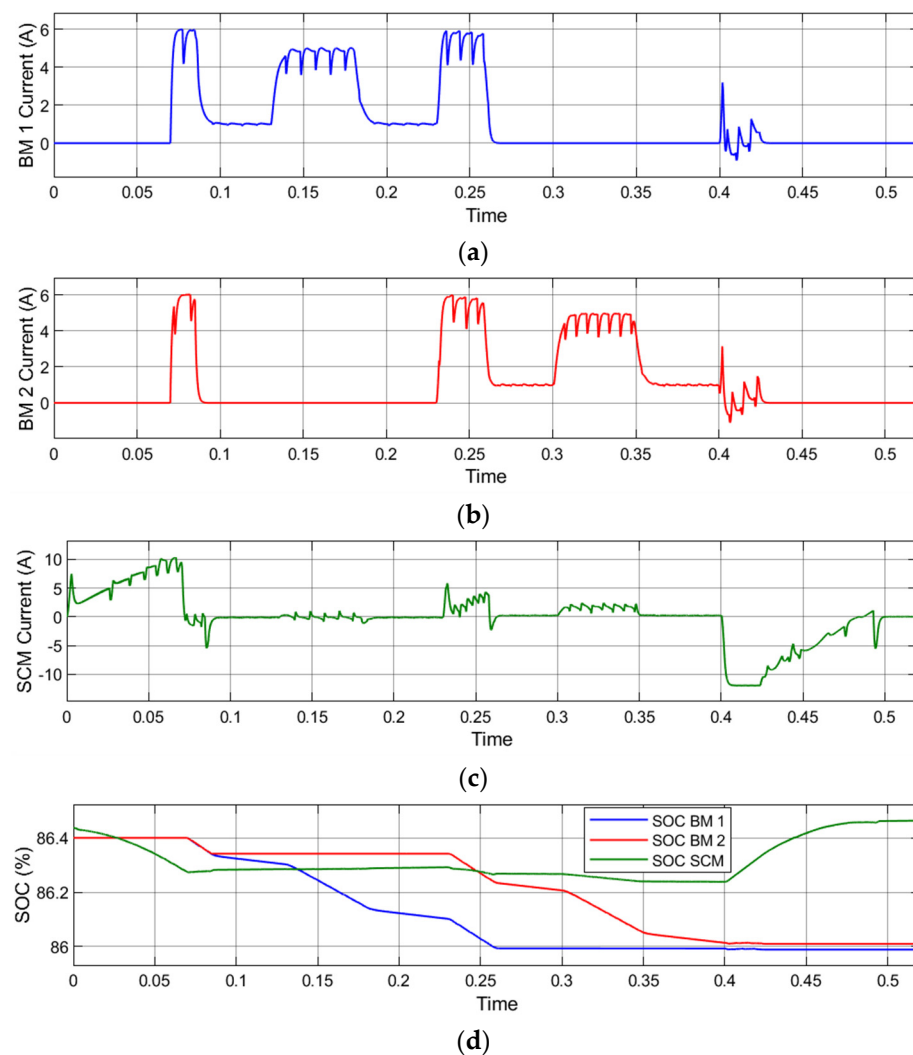 BM 1 Current (A)
6
4
2
0
0 0.05 0.1 0.15 0.2 0.25 0.3 0.35 0.4 0.45 0.5
Time
(a)
BM 2 Current (A)
6
4
2
0
0 0.05 0.1 0.15 0.2 0.25 0.3 0.35 0.4 0.45 0.5
Time
(b)
SCM Current (A)
10
5
0
-5
-10
0 0.05 0.1 0.15 0.2 0.25 0.3 0.35 0.4 0.45 0.5
Time
(c)
SOC (%)
86.4
86.2
86
SOC BM 1
SOC BM 2
SOC SCM
0 0.05 0.1 0.15 0.2 0.25 0.3 0.35 0.4 0.45 0.5
Time
(d)